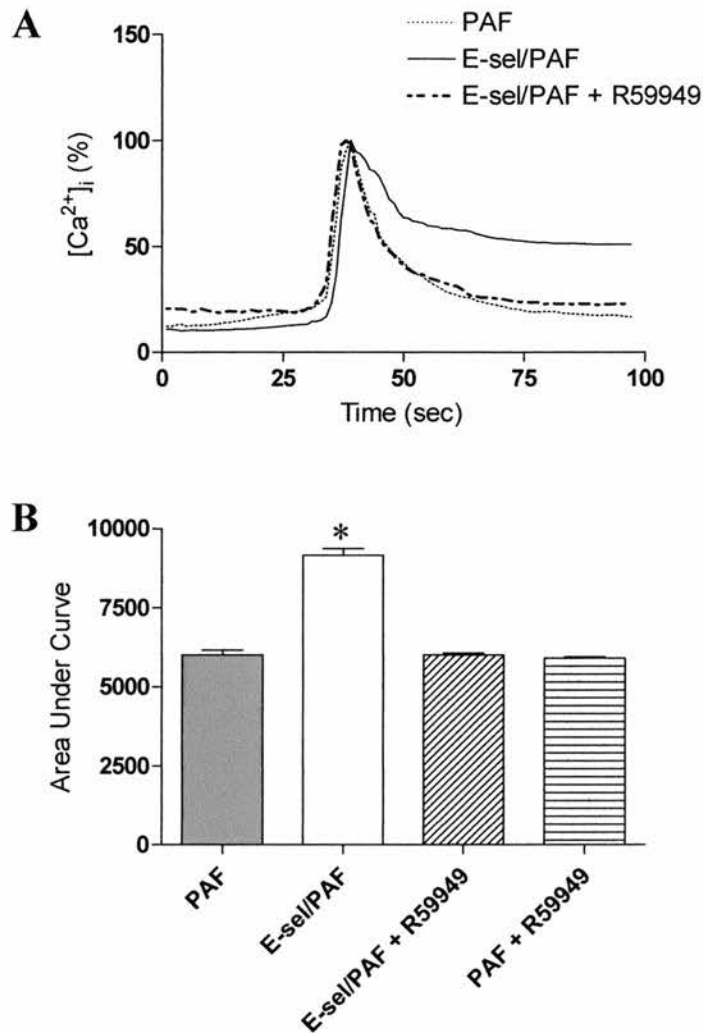 A
PAF
E-sel/PAF
E-sel/PAF + R59949
[Ca²⁺]ᵢ (%)
150
100
50
0
0
25
50
75
100
Time (sec)
B
*
Area Under Curve
10000
7500
5000
2500
0
PAF
E-sel/PAF
E-sel/PAF + R59949
PAF + R59949